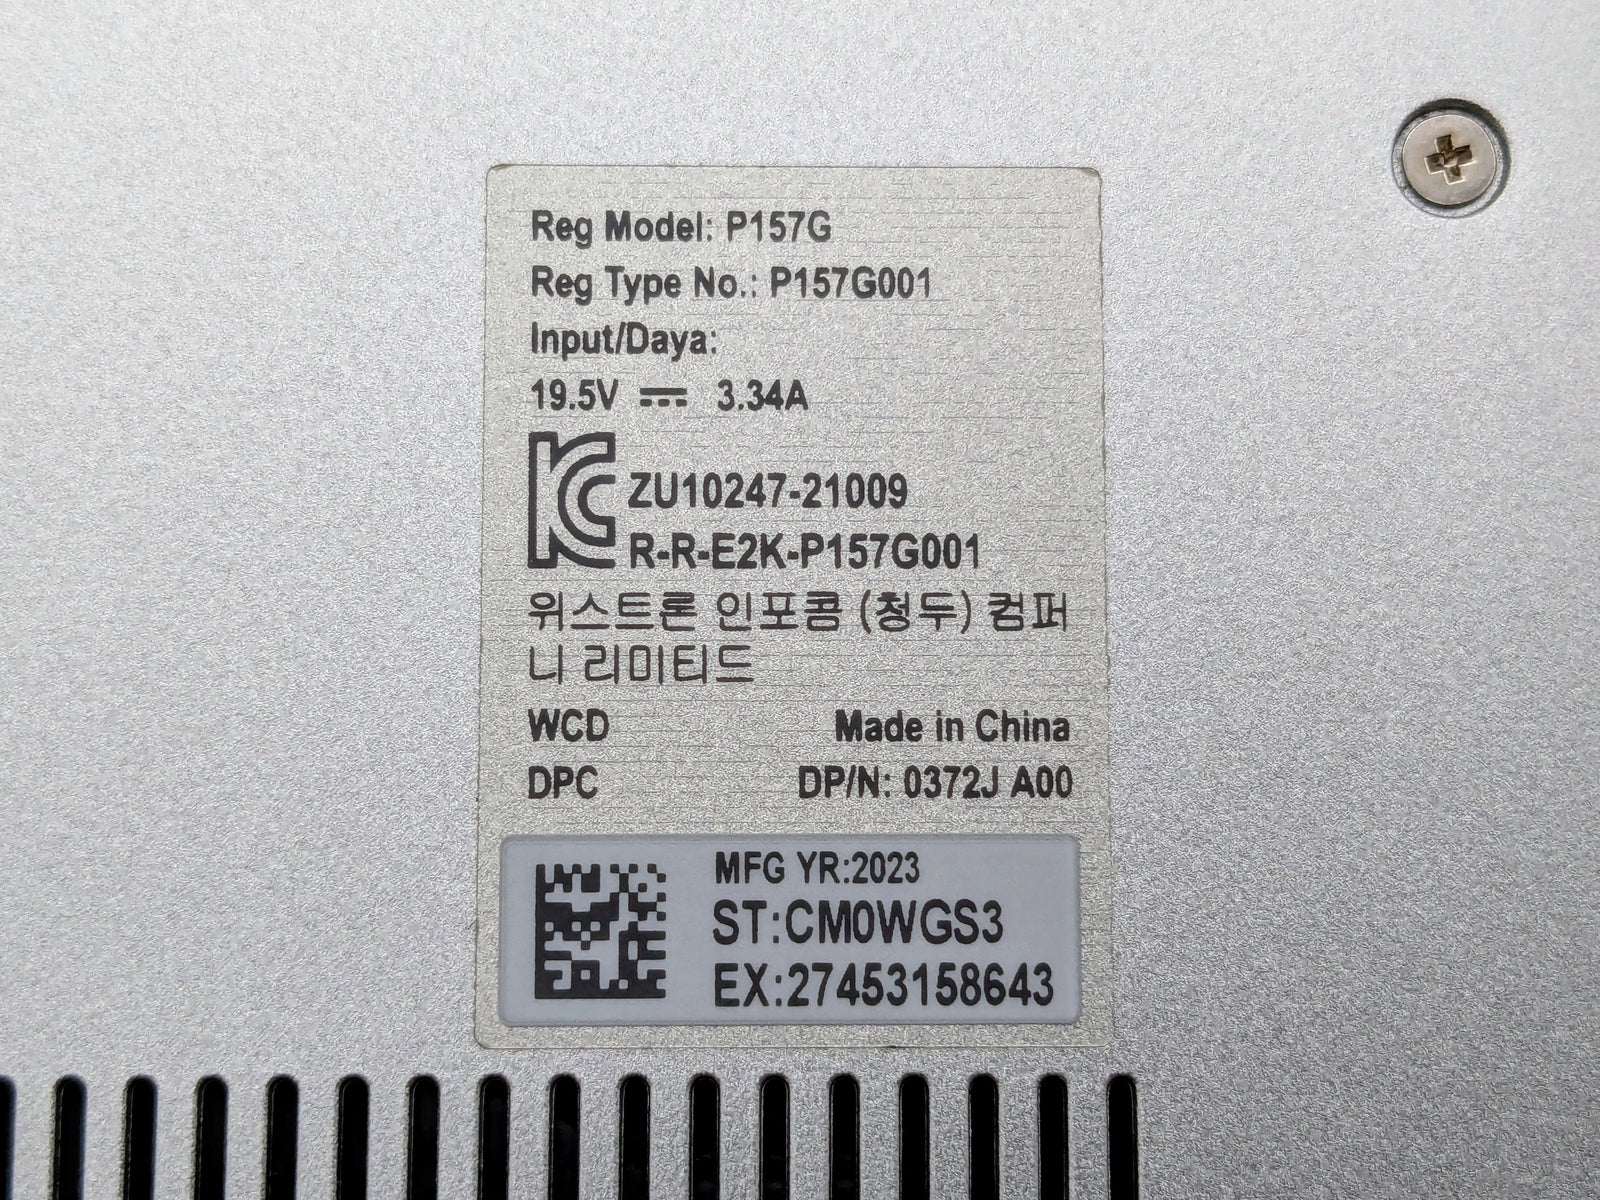 Reg Model: P157G
Reg Type No.: P157G001
Input/Daya:
19.5V ⎓ 3.34A
KC ZU10247-21009
R-R-E2K-P157G001
위스트론 인포콤 (청두) 컴퍼
니 리미티드
WCD Made in China
DPC DP/N: 0372J A00
MFG YR:2023
ST:CM0WGS3
EX:27453158643